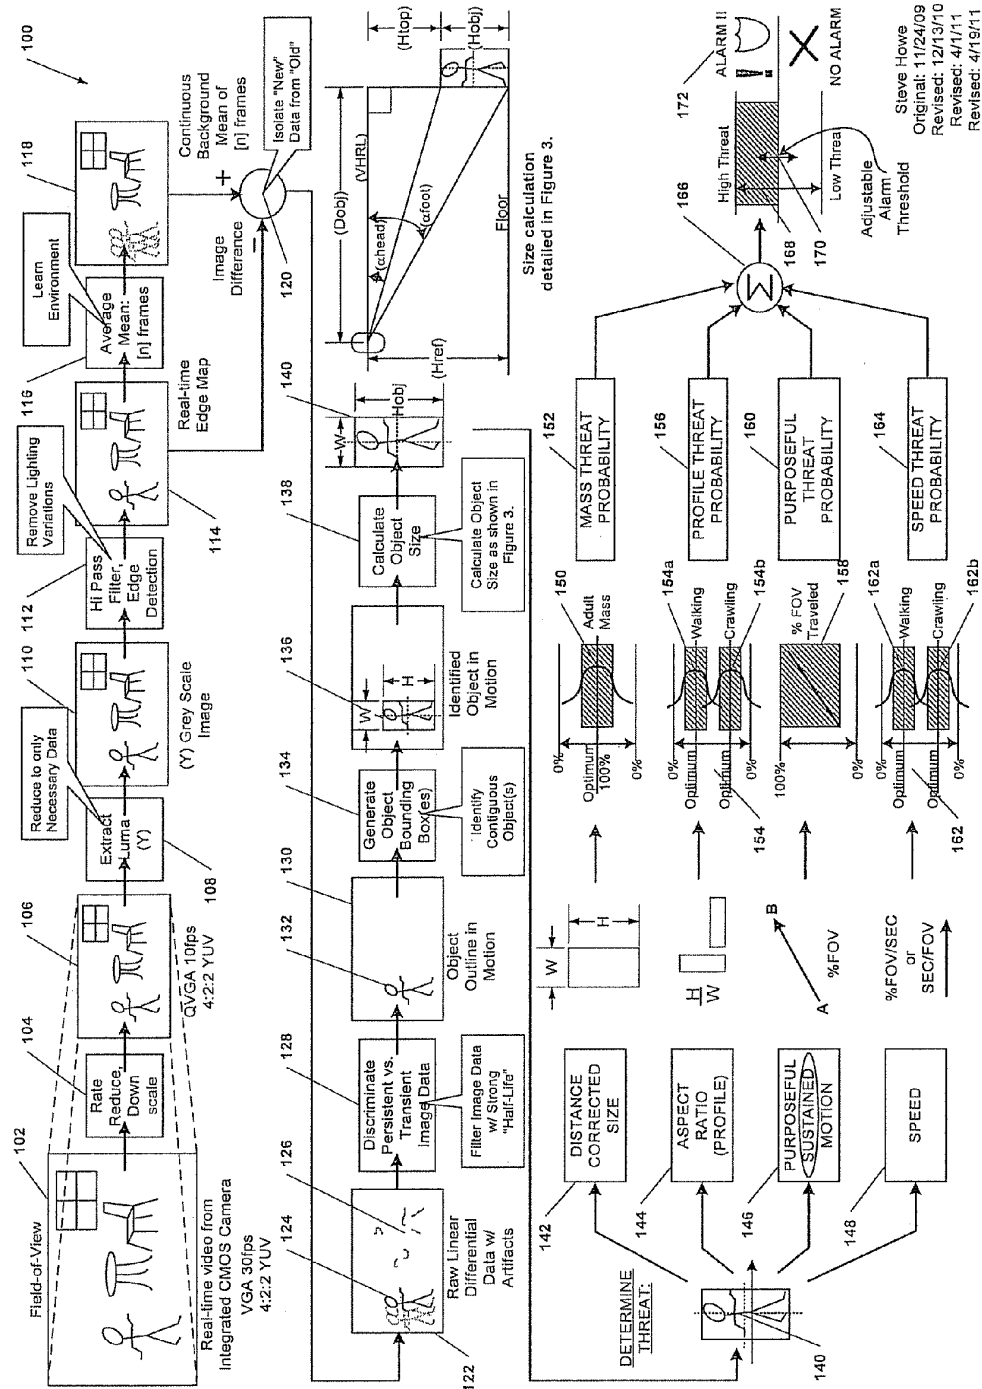 100
Field-of-View
102
Real-time video from
Integrated CMOS Camera
VGA 30fps
4:2:2 YUV
104
Rate
Reduce,
Down
scale
106
QVGA 10fps
4:2:2 YUV
Reduce to only
Necessary Data
Extract
Luma
(Y)
108
110
(Y) Grey Scale
Image
112
Remove Lighting
Variations
Hi Pass
Filter,
Edge
Detection
114
Real-time
Edge Map
116
Learn
Environment
Average
Mean:
[n] frames
118
Continuous
Background
Mean of
[n] frames
Image
Difference
+
−
120
Isolate "New"
Data from "Old"
122
124
126
Raw Linear
Differential
Data w/
Artifacts
128
Discriminate
Persistent vs.
Transient
Image Data
Filter Image Data
w/ Strong
"Half-Life"
130
132
Object
Outline in
Motion
134
Generate
Object
Bounding
Box(es)
Identify
Contiguous
Object(s)
136
W
H
Identified
Object in
Motion
138
Calculate
Object
Size
Calculate Object
Size as shown in
Figure 3.
140
W
Hobj
(Dobj)
(VHRL)
(Htop)
(Hobj)
(αhead)
(αfoot)
(Href)
Floor
Size calculation
detailed in Figure 3.
DETERMINE
THREAT:
140
142
DISTANCE
CORRECTED
SIZE
W
H
0%
Optimum
100%
0%
150
Adult
Mass
152
MASS THREAT
PROBABILITY
144
ASPECT
RATIO
(PROFILE)
H
W
0%
Optimum
Optimum
0%
154
154a
Walking
Crawling
154b
156
PROFILE THREAT
PROBABILITY
146
PURPOSEFUL
SUSTAINED
MOTION
A
B
%FOV
100%
0%
% FOV
Traveled
158
160
PURPOSEFUL
THREAT
PROBABILITY
148
SPEED
%FOV/SEC
or
SEC/FOV
0%
Optimum
Optimum
0%
162
162a
Walking
Crawling
162b
164
SPEED THREAT
PROBABILITY
166
Σ
High Threat
Low Threat
168
170
Adjustable
Alarm
Threshold
172
ALARM !!
!
NO ALARM
Steve Howe
Original: 11/24/09
Revised: 12/13/10
Revised: 4/1/11
Revised: 4/19/11